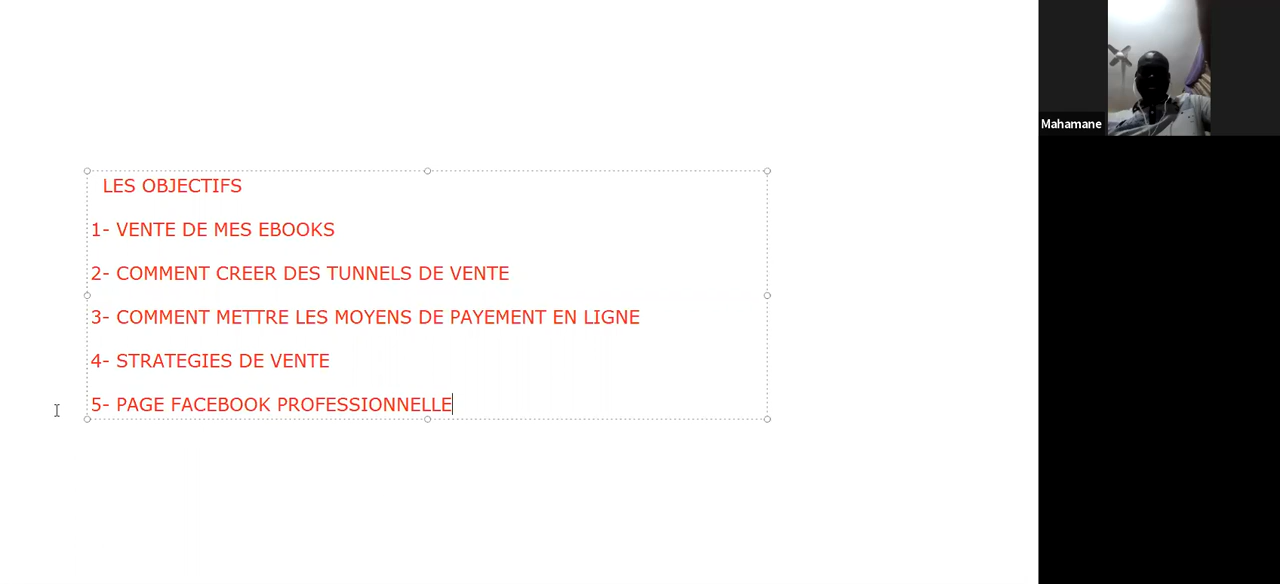 LES OBJECTIFS
1- VENTE DE MES EBOOKS
2- COMMENT CREER DES TUNNELS DE VENTE
3- COMMENT METTRE LES MOYENS DE PAYEMENT EN LIGNE
4- STRATEGIES DE VENTE
5- PAGE FACEBOOK PROFESSIONNELLE
Mahamane